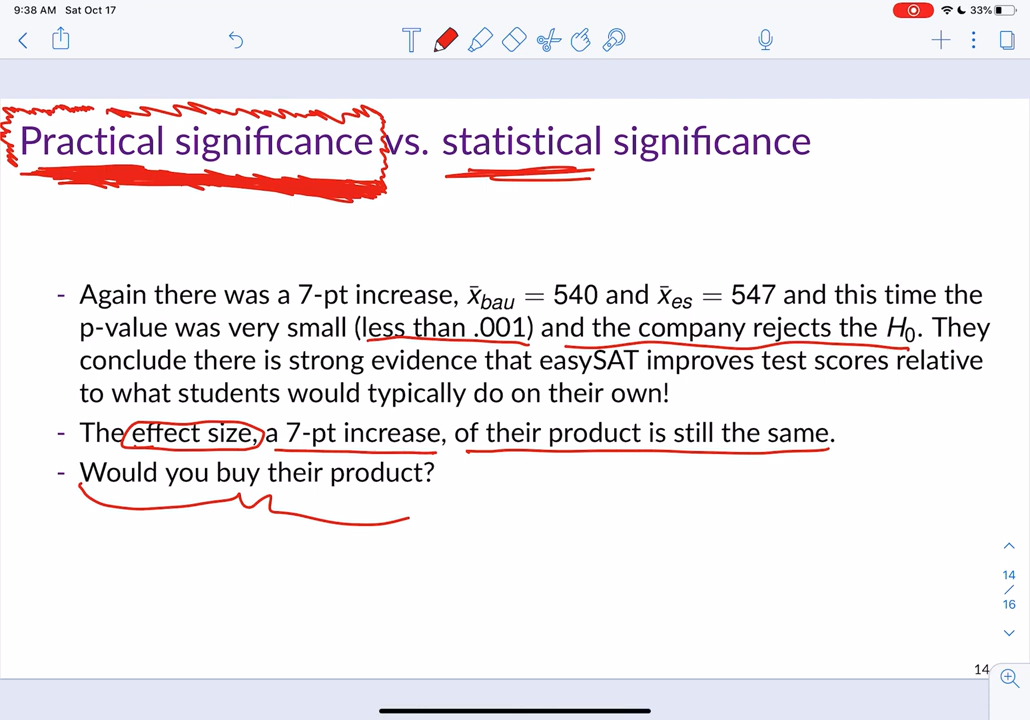 9:38 AM Sat Oct 17
33%
T
Practical significance vs. statistical significance
- Again there was a 7-pt increase, x̄bau = 540 and x̄es = 547 and this time the
p-value was very small (less than .001) and the company rejects the H0. They
conclude there is strong evidence that easySAT improves test scores relative
to what students would typically do on their own!
- The effect size, a 7-pt increase, of their product is still the same.
- Would you buy their product?
14
/
16
14